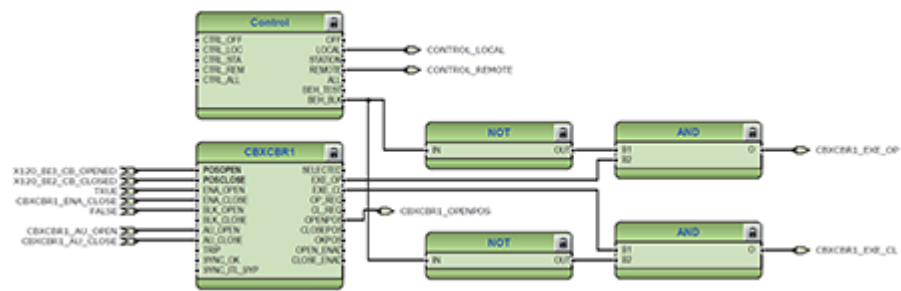 Control
CTRL_OFF OFF
CTRL_LOC LOCAL
CTRL_STA STATION
CTRL_REM REMOTE
CTRL_ALL ALL
BEH_TEST
BEH_BLK
CONTROL_LOCAL
CONTROL_REMOTE
NOT
IN OUT
AND
B1 O
B2
CBXCBR1_EXE_OP
CBXCBR1
X120_BI3_CB_OPENED POSOPEN SELECTED
X120_BI2_CB_CLOSED POSCLOSE EXE_OP
TRUE ENA_OPEN EXE_CL
CBXCBR1_ENA_CLOSE ENA_CLOSE OP_REQ
FALSE BLK_OPEN CL_REQ
BLK_CLOSE OPENPOS
CBXCBR1_AU_OPEN AU_OPEN CLOSEPOS
CBXCBR1_AU_CLOSE AU_CLOSE OKPOS
TRIP OPEN_ENAD
SYNC_OK CLOSE_ENAD
SYNC_ITL_BYP
CBXCBR1_OPENPOS
NOT
IN OUT
AND
B1 O
B2
CBXCBR1_EXE_CL